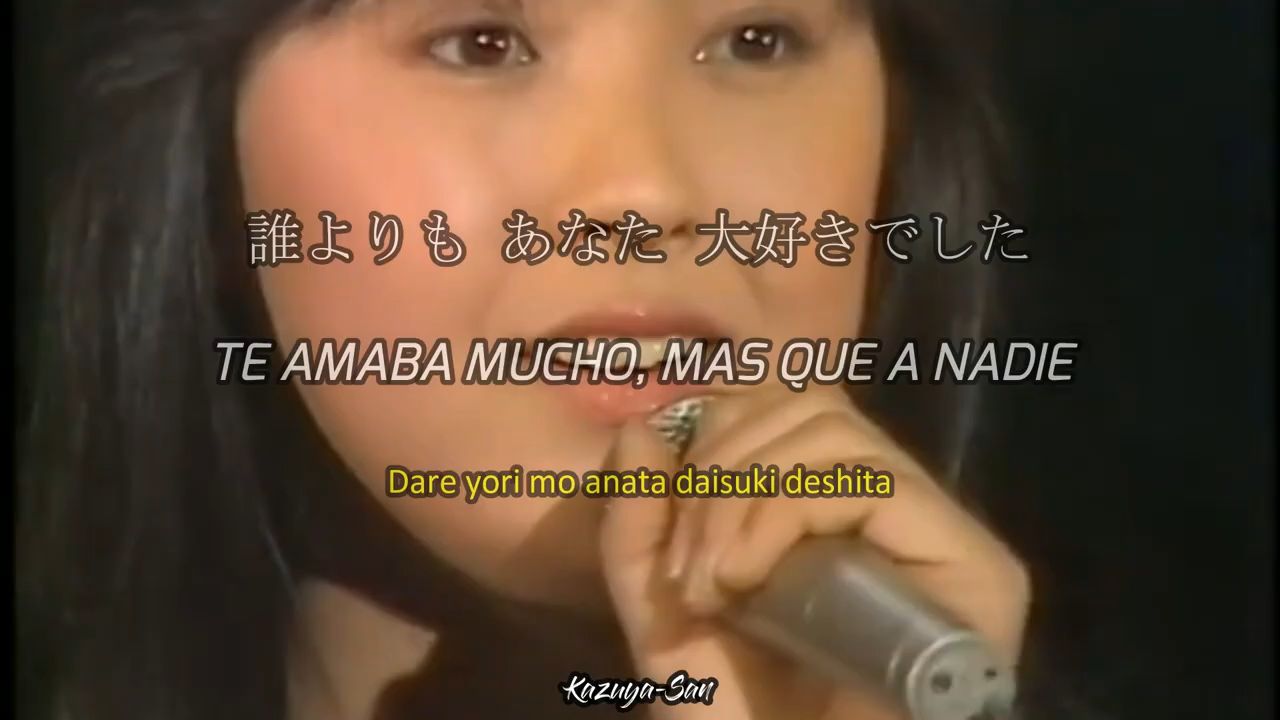 誰よりも あなた 大好きでした
TE AMABA MUCHO, MAS QUE A NADIE
Dare yori mo anata daisuki deshita
Kazuya-San